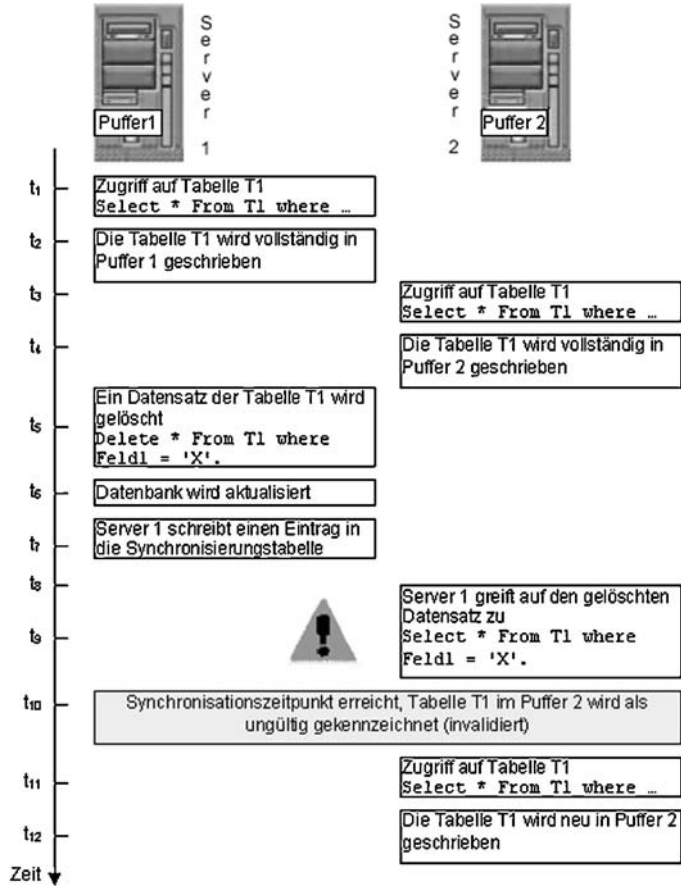 Server 1
Server 2
Puffer1
Puffer 2
t1
Zugriff auf Tabelle T1
Select * From T1 where …
t2
Die Tabelle T1 wird vollständig in
Puffer 1 geschrieben
t3
Zugriff auf Tabelle T1
Select * From T1 where …
t4
Die Tabelle T1 wird vollständig in
Puffer 2 geschrieben
t5
Ein Datensatz der Tabelle T1 wird
gelöscht
Delete * From T1 where
Feld1 = 'X'.
t6
Datenbank wird aktualisiert
t7
Server 1 schreibt einen Eintrag in
die Synchronisierungstabelle
t8
t9
Server 1 greift auf den gelöschten
Datensatz zu
Select * From T1 where
Feld1 = 'X'.
t10
Synchronisationszeitpunkt erreicht, Tabelle T1 im Puffer 2 wird als
ungültig gekennzeichnet (invalidiert)
t11
Zugriff auf Tabelle T1
Select * From T1 where …
t12
Die Tabelle T1 wird neu in Puffer 2
geschrieben
Zeit